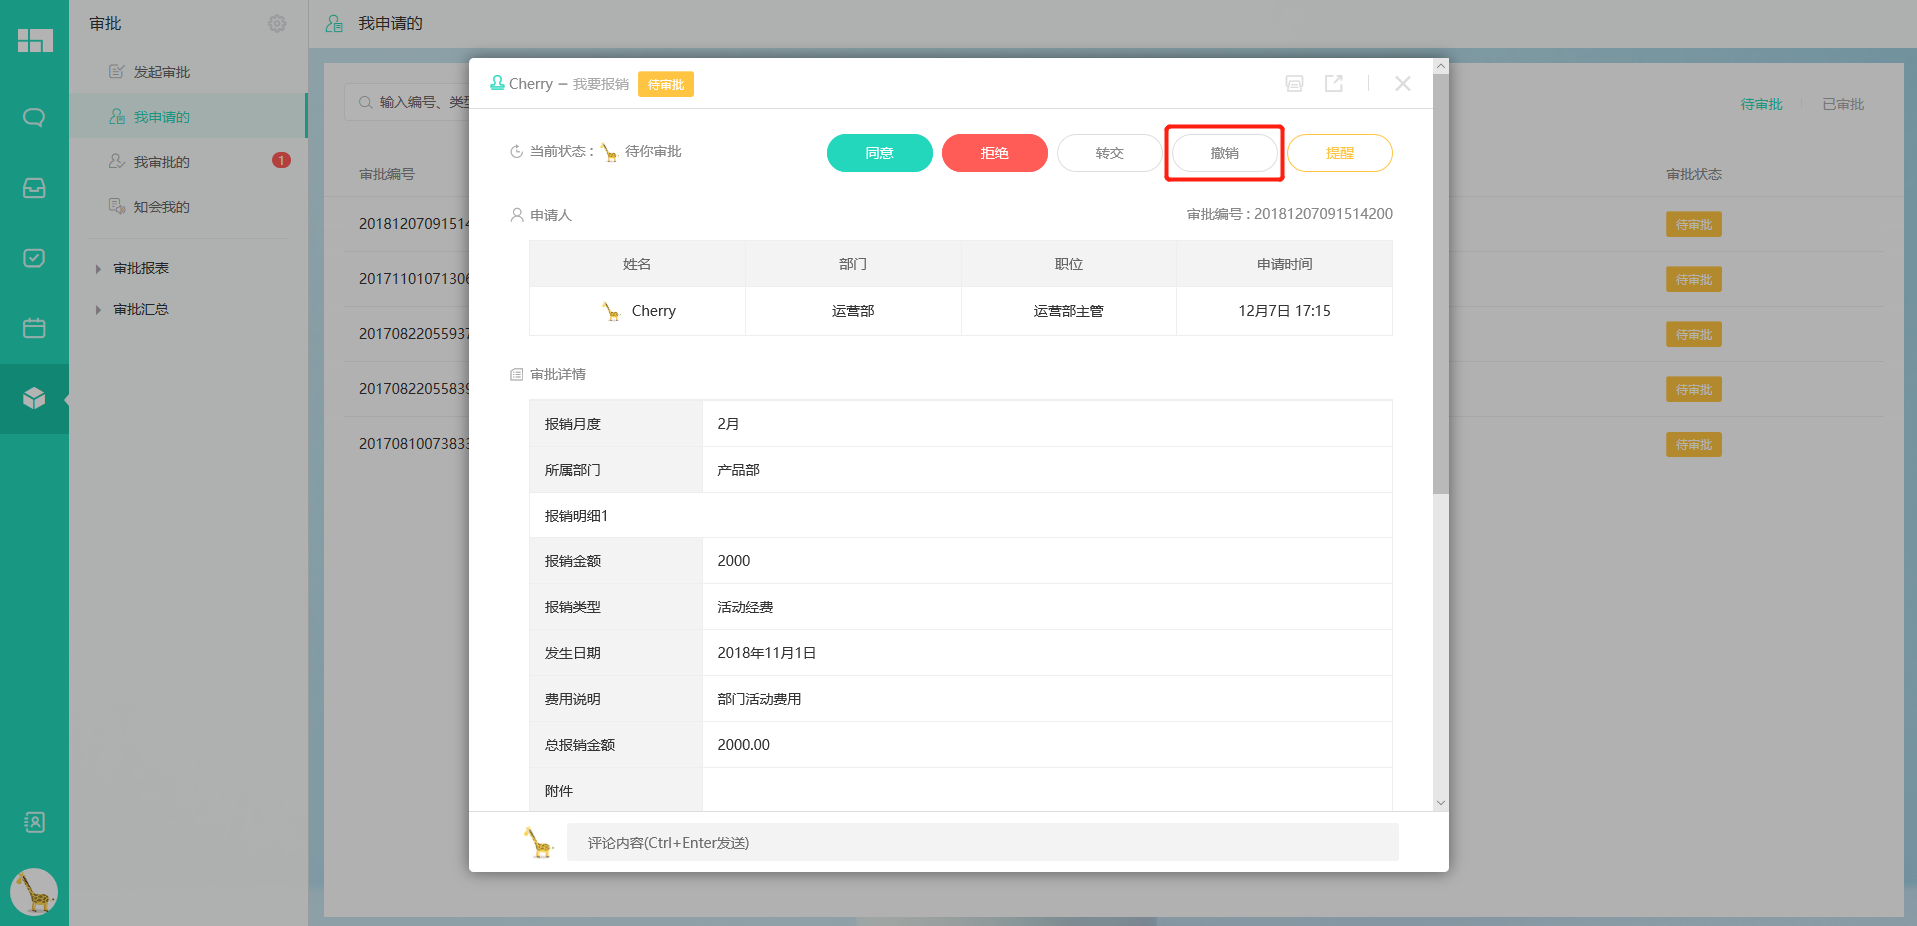 审批
发起审批
我申请的
我审批的
1
知会我的
审批报表
审批汇总
我申请的
输入编号、类型
待审批
已审批
审批编号
审批状态
20181207091514
待审批
20171101071306
待审批
20170822055937
待审批
20170822055839
待审批
20170810073833
待审批
Cherry – 我要报销 待审批
当前状态： 待你审批
同意
拒绝
转交
撤销
提醒
申请人
审批编号 : 20181207091514200
姓名 部门 职位 申请时间
Cherry 运营部 运营部主管 12月7日 17:15
审批详情
报销月度 2月
所属部门 产品部
报销明细1
报销金额 2000
报销类型 活动经费
发生日期 2018年11月1日
费用说明 部门活动费用
总报销金额 2000.00
附件
评论内容(Ctrl+Enter发送)